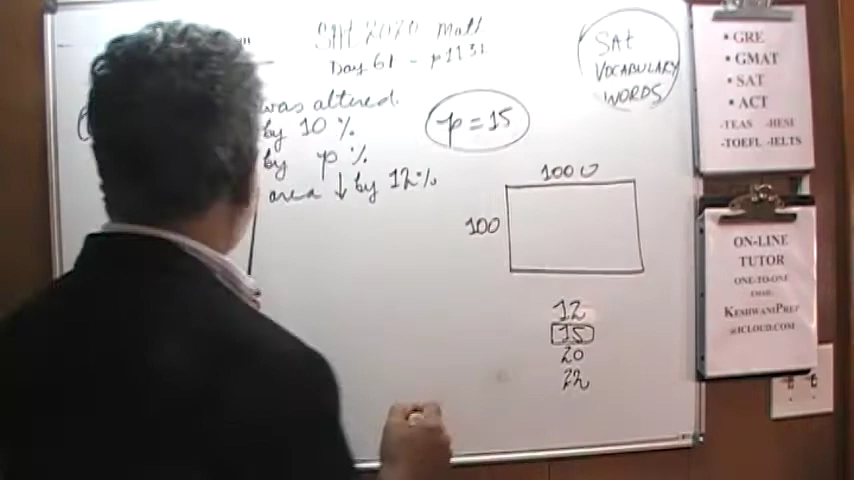 SAT 2020 Math
Day 61 - p1131
was altered.
by 10 %
by p %
area ↓ by 12%
p = 15
SAT
VOCABULARY
WORDS
1000
100
12
15
20
22
• GRE
• GMAT
• SAT
• ACT
-TEAS -HESI
-TOEFL -IELTS
ON-LINE
TUTOR
ONE-TO-ONE
EMAIL:
KESHWANIPREP
@ICLOUD.COM